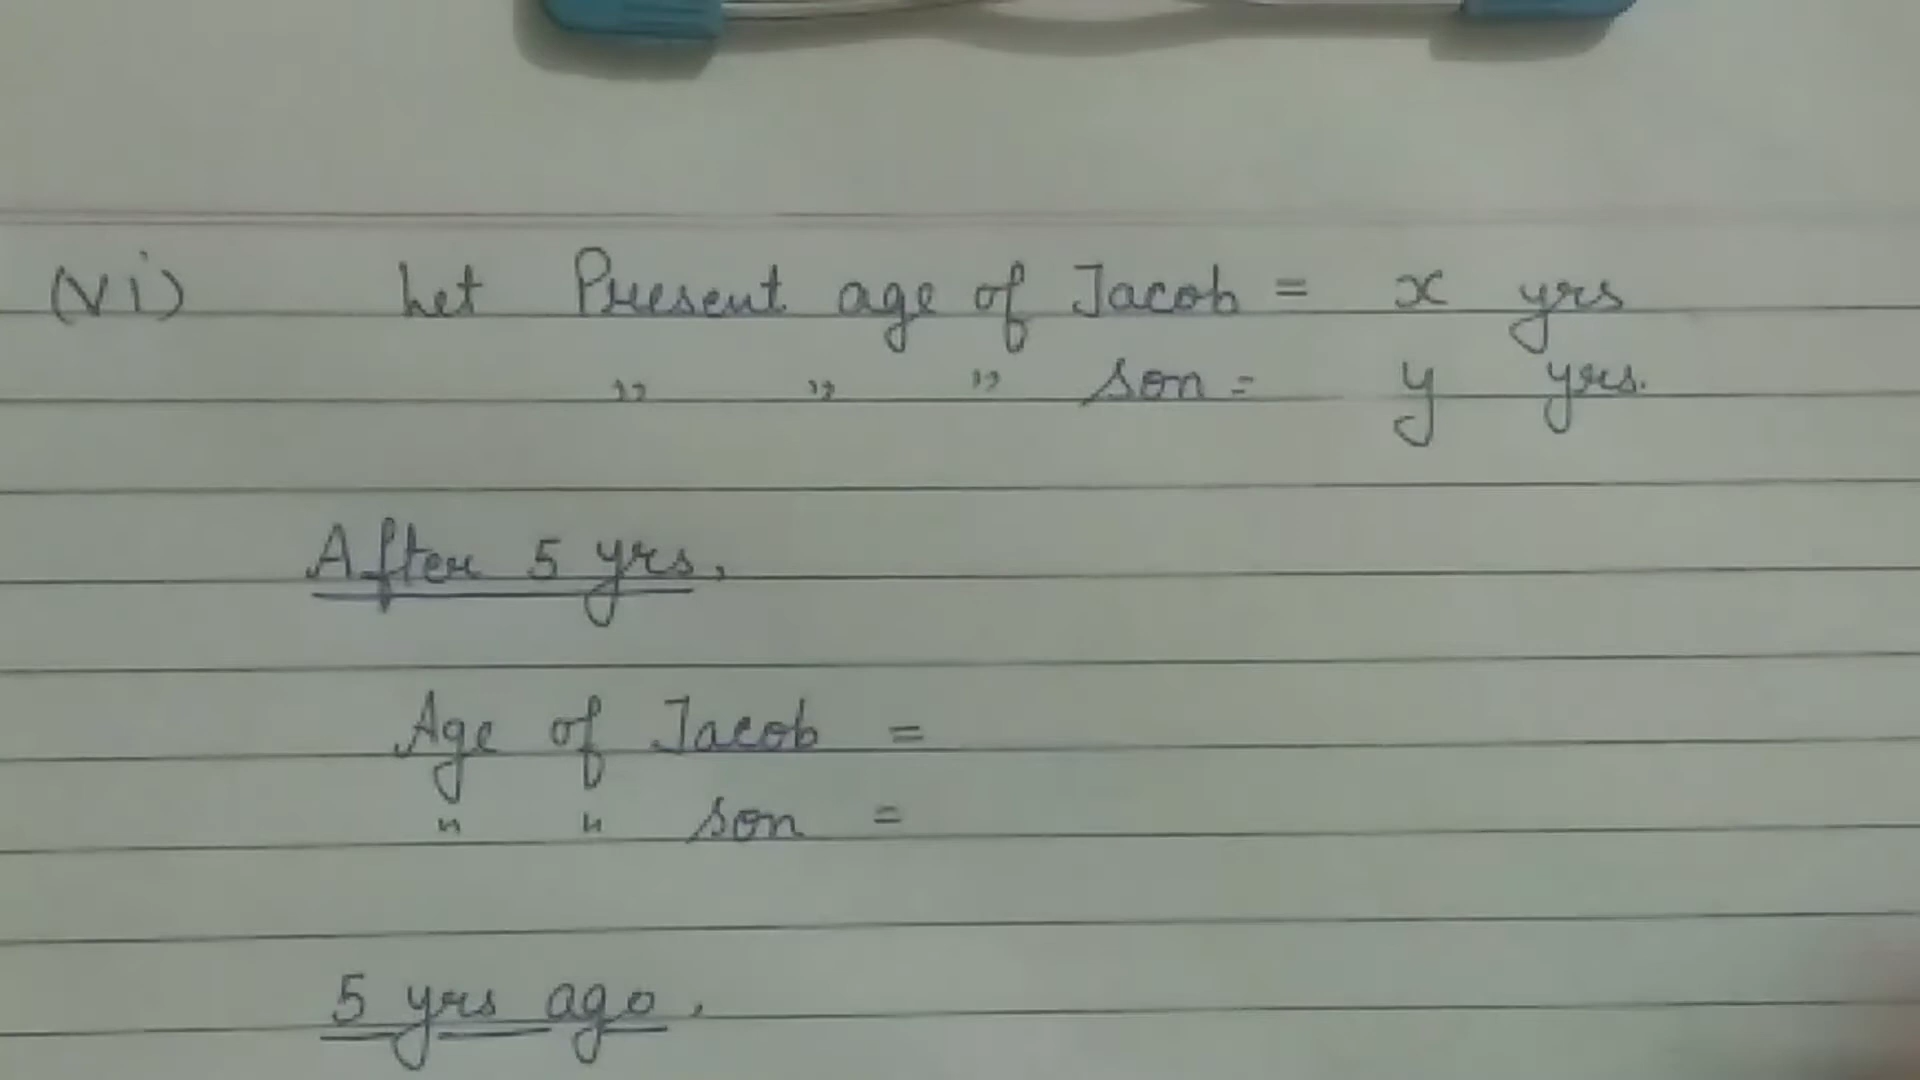 (vi) Let Present age of Jacob = x yrs
" " " son = y yrs.
After 5 yrs,
Age of Jacob =
" " son =
5 yrs ago,